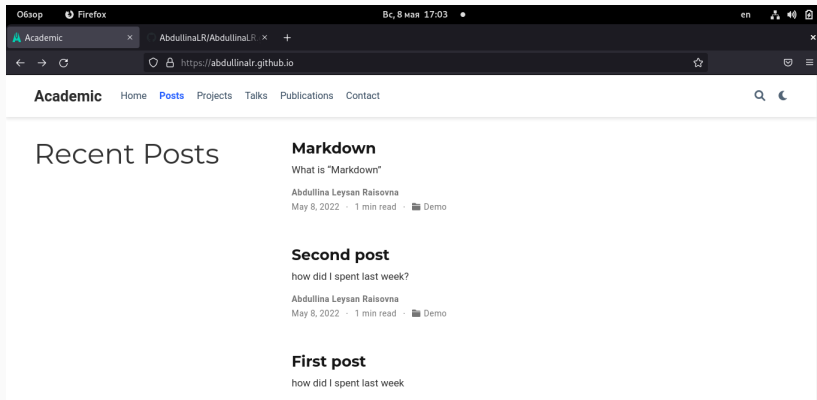 Обзор Firefox Вс, 8 мая 17:03 en
Academic × AbdullinaLR/AbdullinaLR × + ×
https://abdullinalr.github.io
Academic Home Posts Projects Talks Publications Contact
Recent Posts
Markdown
What is “Markdown”
Abdullina Leysan Raisovna
May 8, 2022 · 1 min read · Demo
Second post
how did I spent last week?
Abdullina Leysan Raisovna
May 8, 2022 · 1 min read · Demo
First post
how did I spent last week